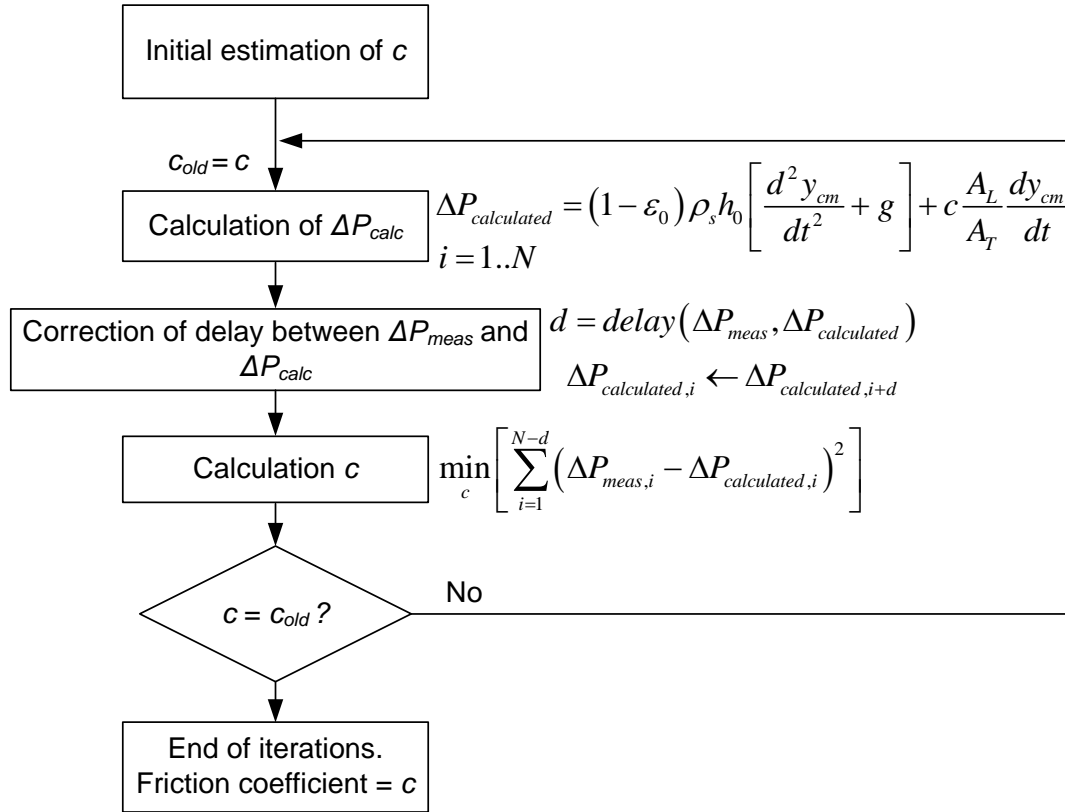 Initial estimation of c
c_old = c
Calculation of ΔP_calc
ΔP_calculated = (1 − ε_0) ρ_s h_0 [ d²y_cm / dt² + g ] + c A_L / A_T dy_cm / dt
i = 1..N
Correction of delay between ΔP_meas and
ΔP_calc
d = delay(ΔP_meas, ΔP_calculated)
ΔP_calculated,i ← ΔP_calculated,i+d
Calculation c
min_c [ ∑_{i=1}^{N−d} (ΔP_meas,i − ΔP_calculated,i)² ]
c = c_old ?
No
End of iterations.
Friction coefficient = c